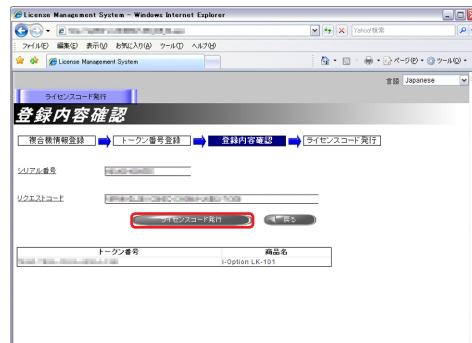 License Management System - Windows Internet Explorer
Yahoo!検索
ファイル(F) 編集(E) 表示(V) お気に入り(A) ツール(T) ヘルプ(H)
License Management System
ページ(P) ツール(O)
言語 Japanese
ライセンスコード発行
登録内容確認
複合機情報登録 トークン番号登録 登録内容確認 ライセンスコード発行
シリアル番号
リクエストコード
ライセンスコード発行 戻る
トークン番号 商品名
i-Option LK-101